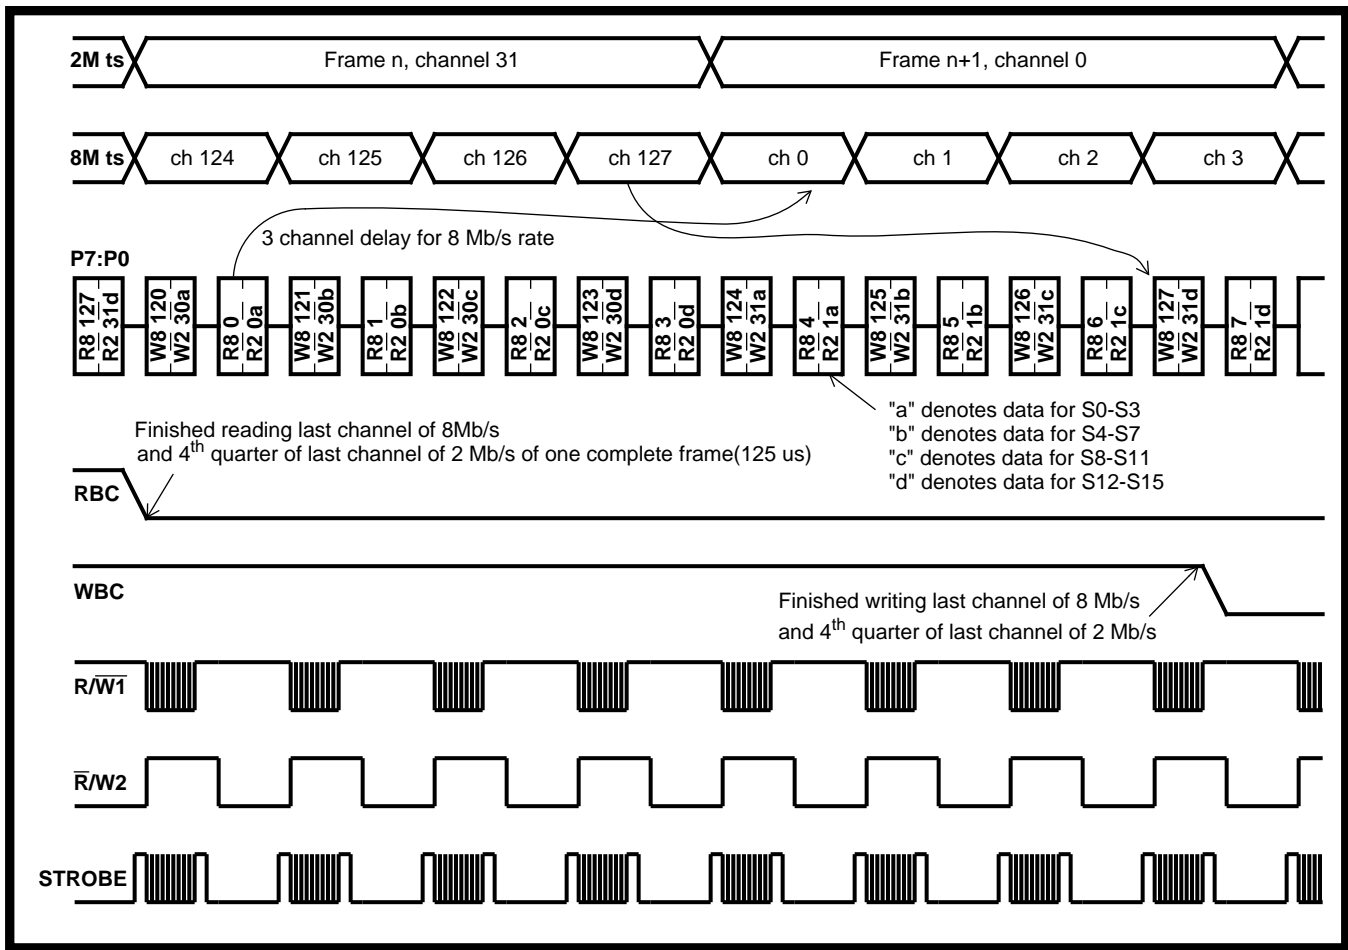 2M ts
Frame n, channel 31
Frame n+1, channel 0
8M ts
ch 124
ch 125
ch 126
ch 127
ch 0
ch 1
ch 2
ch 3
3 channel delay for 8 Mb/s rate
P7:P0
R8 127
R2 31d
W8 120
W2 30a
R8 0
R2 0a
W8 121
W2 30b
R8 1
R2 0b
W8 122
W2 30c
R8 2
R2 0c
W8 123
W2 30d
R8 3
R2 0d
W8 124
W2 31a
R8 4
R2 1a
W8 125
W2 31b
R8 5
R2 1b
W8 126
W2 31c
R8 6
R2 1c
W8 127
W2 31d
R8 7
R2 1d
"a" denotes data for S0-S3
"b" denotes data for S4-S7
"c" denotes data for S8-S11
"d" denotes data for S12-S15
Finished reading last channel of 8Mb/s
and 4th quarter of last channel of 2 Mb/s of one complete frame(125 us)
RBC
WBC
Finished writing last channel of 8 Mb/s
and 4th quarter of last channel of 2 Mb/s
R/W̅1̅
R̅/W2
STROBE